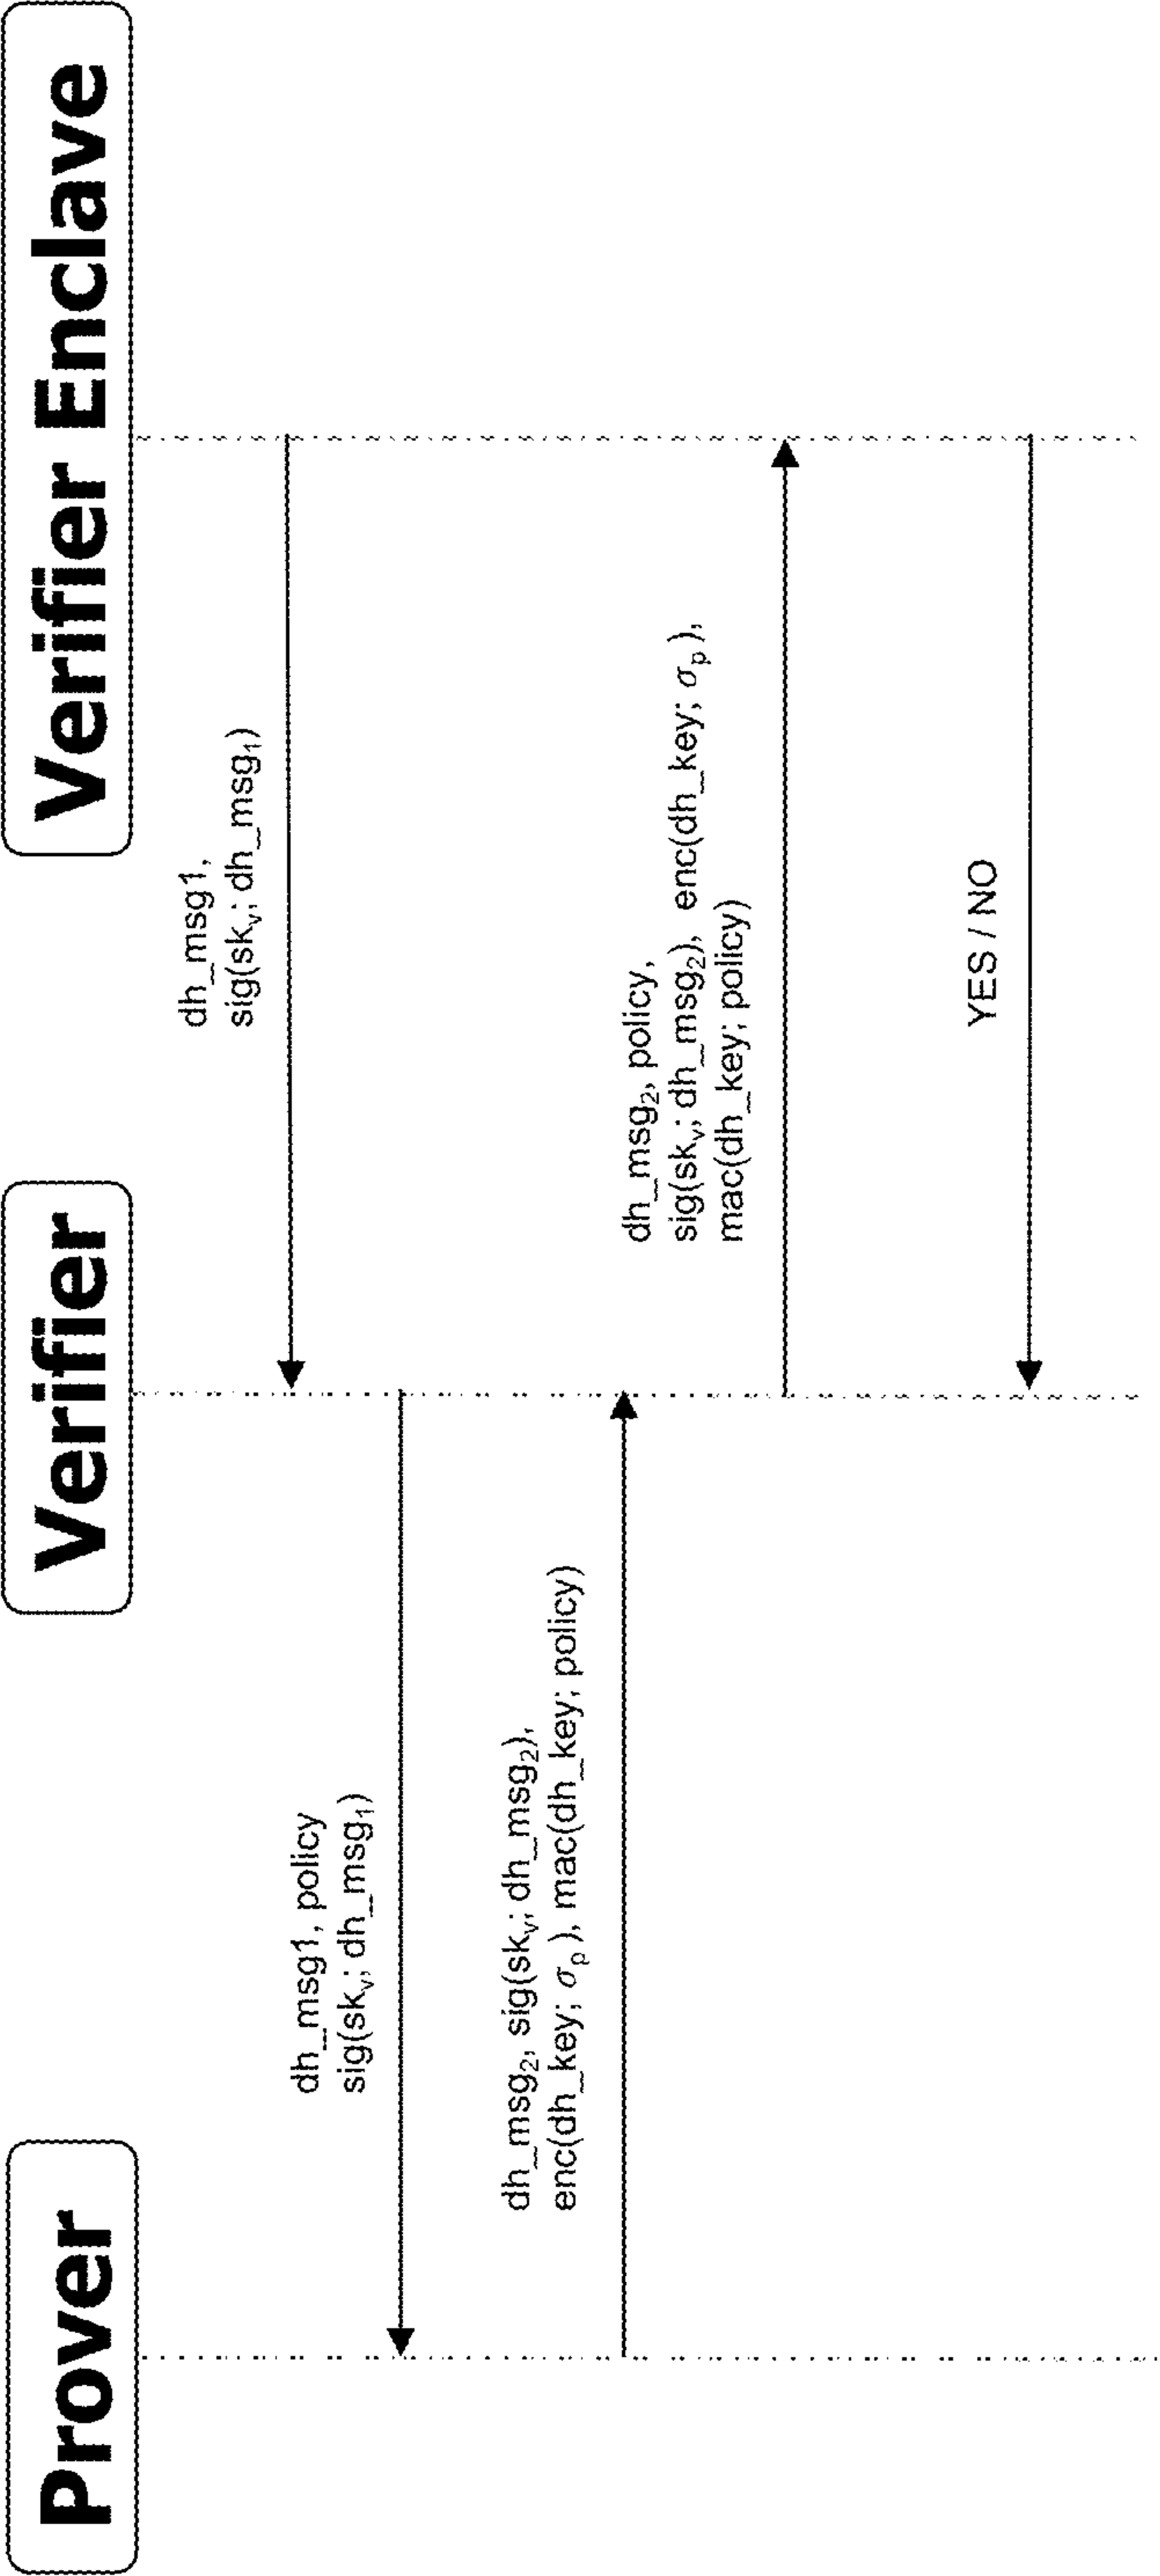 Prover
Verifier
Verifier Enclave
dh_msg1,
sig(skᵥ; dh_msg₁)
dh_msg1, policy
sig(skᵥ; dh_msg₁)
dh_msg₂, sig(skᵥ; dh_msg₂),
enc(dh_key; σₚ), mac(dh_key; policy)
dh_msg₂, policy,
sig(skᵥ; dh_msg₂), enc(dh_key; σₚ),
mac(dh_key; policy)
YES / NO